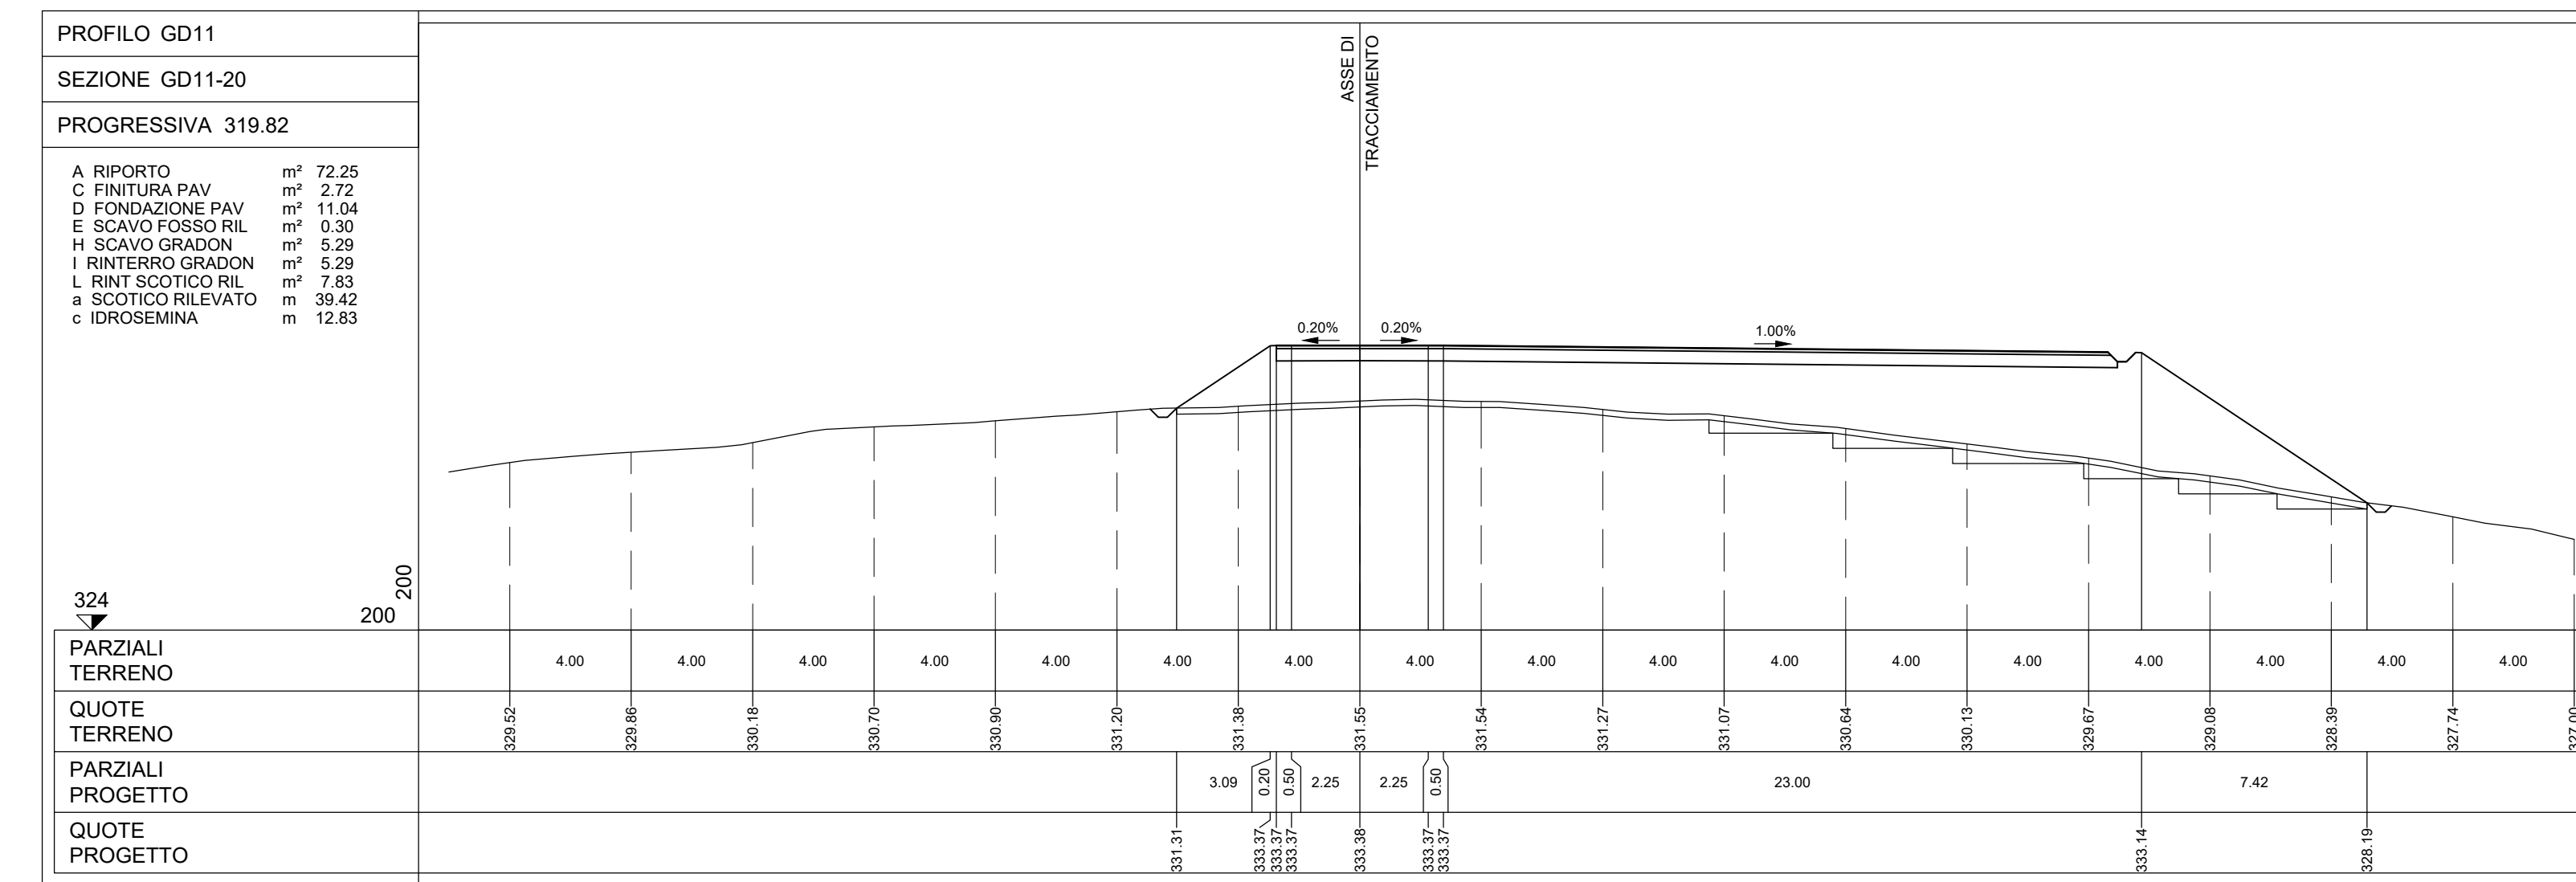 PROFILO GD11
SEZIONE GD11-20
PROGRESSIVA 319.82
A RIPORTO m² 72.25
C FINITURA PAV m² 2.72
D FONDAZIONE PAV m² 11.04
E SCAVO FOSSO RIL m² 0.30
H SCAVO GRADON m² 5.29
I RINTERRO GRADON m² 5.29
L RINT SCOTICO RIL m² 7.83
a SCOTICO RILEVATO m 39.42
c IDROSEMINA m 12.83
ASSE DI
TRACCIAMENTO
0.20% 0.20% 1.00%
324
200
200
PARZIALI
TERRENO
4.00 4.00 4.00 4.00 4.00 4.00 4.00 4.00 4.00 4.00 4.00 4.00 4.00 4.00 4.00 4.00 4.00
QUOTE
TERRENO
329.52 329.86 330.18 330.70 330.90 331.20 331.38 331.55 331.54 331.27 331.07 330.64 330.13 329.67 329.08 328.39 327.74 327.00
PARZIALI
PROGETTO
3.09 0.20 0.50 2.25 2.25 0.50 23.00 7.42
QUOTE
PROGETTO
331.31 333.37 333.37 333.37 333.38 333.37 333.37 333.14 328.19